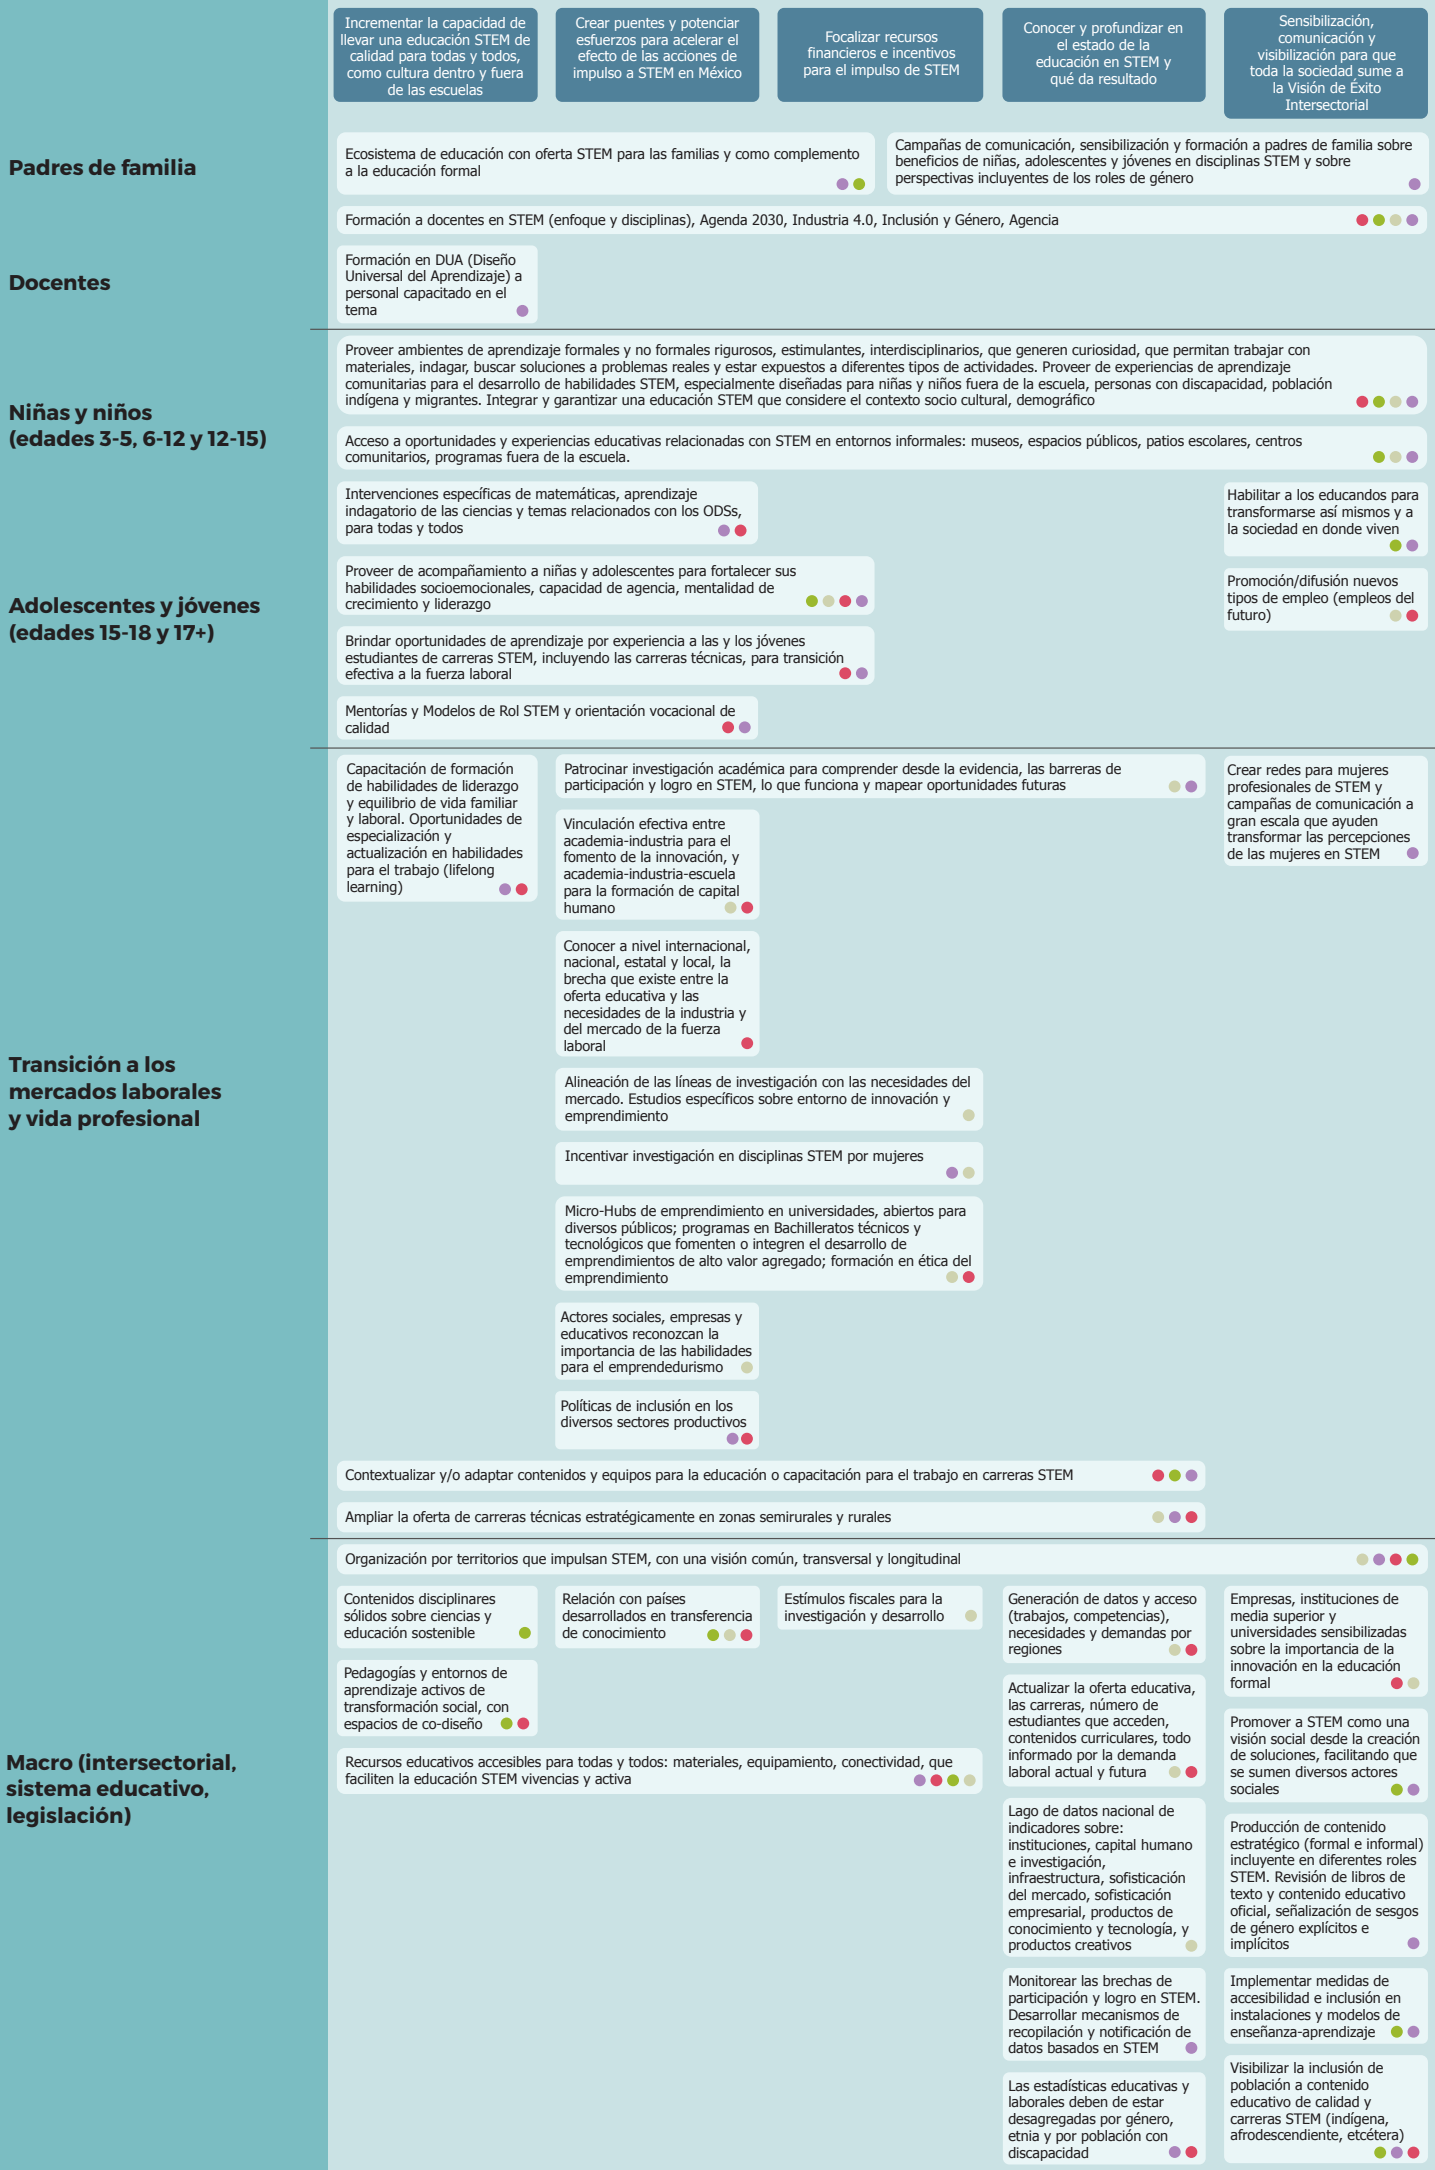 Incrementar la capacidad de
llevar una educación STEM de
calidad para todas y todos,
como cultura dentro y fuera
de las escuelas
Crear puentes y potenciar
esfuerzos para acelerar el
efecto de las acciones de
impulso a STEM en México
Focalizar recursos
financieros e incentivos
para el impulso de STEM
Conocer y profundizar en
el estado de la
educación en STEM y
qué da resultado
Sensibilización,
comunicación y
visibilización para que
toda la sociedad sume a
la Visión de Éxito
Intersectorial
Padres de familia
Ecosistema de educación con oferta STEM para las familias y como complemento
a la educación formal
Campañas de comunicación, sensibilización y formación a padres de familia sobre
beneficios de niñas, adolescentes y jóvenes en disciplinas STEM y sobre
perspectivas incluyentes de los roles de género
Formación a docentes en STEM (enfoque y disciplinas), Agenda 2030, Industria 4.0, Inclusión y Género, Agencia
Docentes
Formación en DUA (Diseño
Universal del Aprendizaje) a
personal capacitado en el
tema
Niñas y niños
(edades 3-5, 6-12 y 12-15)
Proveer ambientes de aprendizaje formales y no formales rigurosos, estimulantes, interdisciplinarios, que generen curiosidad, que permitan trabajar con
materiales, indagar, buscar soluciones a problemas reales y estar expuestos a diferentes tipos de actividades. Proveer de experiencias de aprendizaje
comunitarias para el desarrollo de habilidades STEM, especialmente diseñadas para niñas y niños fuera de la escuela, personas con discapacidad, población
indígena y migrantes. Integrar y garantizar una educación STEM que considere el contexto socio cultural, demográfico
Acceso a oportunidades y experiencias educativas relacionadas con STEM en entornos informales: museos, espacios públicos, patios escolares, centros
comunitarios, programas fuera de la escuela.
Intervenciones específicas de matemáticas, aprendizaje
indagatorio de las ciencias y temas relacionados con los ODSs,
para todas y todos
Habilitar a los educandos para
transformarse así mismos y a
la sociedad en donde viven
Adolescentes y jóvenes
(edades 15-18 y 17+)
Proveer de acompañamiento a niñas y adolescentes para fortalecer sus
habilidades socioemocionales, capacidad de agencia, mentalidad de
crecimiento y liderazgo
Promoción/difusión nuevos
tipos de empleo (empleos del
futuro)
Brindar oportunidades de aprendizaje por experiencia a las y los jóvenes
estudiantes de carreras STEM, incluyendo las carreras técnicas, para transición
efectiva a la fuerza laboral
Mentorías y Modelos de Rol STEM y orientación vocacional de
calidad
Transición a los
mercados laborales
y vida profesional
Capacitación de formación
de habilidades de liderazgo
y equilibrio de vida familiar
y laboral. Oportunidades de
especialización y
actualización en habilidades
para el trabajo (lifelong
learning)
Patrocinar investigación académica para comprender desde la evidencia, las barreras de
participación y logro en STEM, lo que funciona y mapear oportunidades futuras
Crear redes para mujeres
profesionales de STEM y
campañas de comunicación a
gran escala que ayuden
transformar las percepciones
de las mujeres en STEM
Vinculación efectiva entre
academia-industria para el
fomento de la innovación, y
academia-industria-escuela
para la formación de capital
humano
Conocer a nivel internacional,
nacional, estatal y local, la
brecha que existe entre la
oferta educativa y las
necesidades de la industria y
del mercado de la fuerza
laboral
Alineación de las líneas de investigación con las necesidades del
mercado. Estudios específicos sobre entorno de innovación y
emprendimiento
Incentivar investigación en disciplinas STEM por mujeres
Micro-Hubs de emprendimiento en universidades, abiertos para
diversos públicos; programas en Bachilleratos técnicos y
tecnológicos que fomenten o integren el desarrollo de
emprendimientos de alto valor agregado; formación en ética del
emprendimiento
Actores sociales, empresas y
educativos reconozcan la
importancia de las habilidades
para el emprendedurismo
Políticas de inclusión en los
diversos sectores productivos
Contextualizar y/o adaptar contenidos y equipos para la educación o capacitación para el trabajo en carreras STEM
Ampliar la oferta de carreras técnicas estratégicamente en zonas semirurales y rurales
Macro (intersectorial,
sistema educativo,
legislación)
Organización por territorios que impulsan STEM, con una visión común, transversal y longitudinal
Contenidos disciplinares
sólidos sobre ciencias y
educación sostenible
Relación con países
desarrollados en transferencia
de conocimiento
Estímulos fiscales para la
investigación y desarrollo
Generación de datos y acceso
(trabajos, competencias),
necesidades y demandas por
regiones
Empresas, instituciones de
media superior y
universidades sensibilizadas
sobre la importancia de la
innovación en la educación
formal
Pedagogías y entornos de
aprendizaje activos de
transformación social, con
espacios de co-diseño
Actualizar la oferta educativa,
las carreras, número de
estudiantes que acceden,
contenidos curriculares, todo
informado por la demanda
laboral actual y futura
Promover a STEM como una
visión social desde la creación
de soluciones, facilitando que
se sumen diversos actores
sociales
Recursos educativos accesibles para todas y todos: materiales, equipamiento, conectividad, que
faciliten la educación STEM vivencias y activa
Lago de datos nacional de
indicadores sobre:
instituciones, capital humano
e investigación,
infraestructura, sofisticación
del mercado, sofisticación
empresarial, productos de
conocimiento y tecnología, y
productos creativos
Producción de contenido
estratégico (formal e informal)
incluyente en diferentes roles
STEM. Revisión de libros de
texto y contenido educativo
oficial, señalización de sesgos
de género explícitos e
implícitos
Monitorear las brechas de
participación y logro en STEM.
Desarrollar mecanismos de
recopilación y notificación de
datos basados en STEM
Implementar medidas de
accesibilidad e inclusión en
instalaciones y modelos de
enseñanza-aprendizaje
Las estadísticas educativas y
laborales deben de estar
desagregadas por género,
etnia y por población con
discapacidad
Visibilizar la inclusión de
población a contenido
educativo de calidad y
carreras STEM (indígena,
afrodescendiente, etcétera)